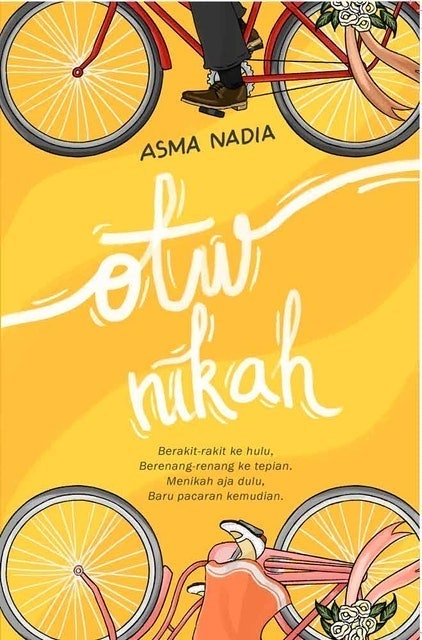 ASMA NADIA
otw
nikah
Berakit-rakit ke hulu,
Berenang-renang ke tepian.
Menikah aja dulu,
Baru pacaran kemudian.